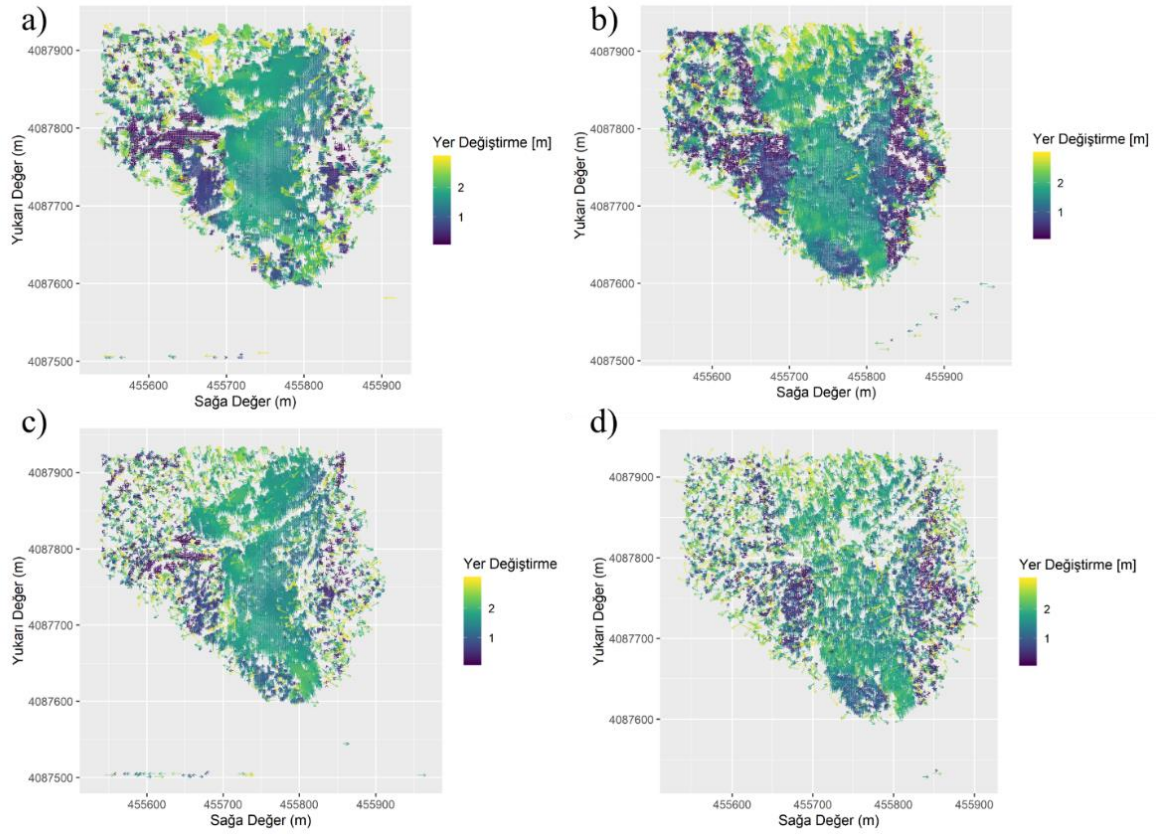 a)
4087900
4087800
4087700
4087600
4087500
Yukarı Değer (m)
455600 455700 455800 455900
Sağa Değer (m)
Yer Değiştirme [m]
2
1
b)
4087900
4087800
4087700
4087600
4087500
Yukarı Değer (m)
455600 455700 455800 455900
Sağa Değer (m)
Yer Değiştirme [m]
2
1
c)
4087900
4087800
4087700
4087600
4087500
Yukarı Değer (m)
455600 455700 455800 455900
Sağa Değer (m)
Yer Değiştirme
2
1
d)
4087900
4087800
4087700
4087600
4087500
Yukarı Değer (m)
455600 455700 455800 455900
Sağa Değer (m)
Yer Değiştirme [m]
2
1